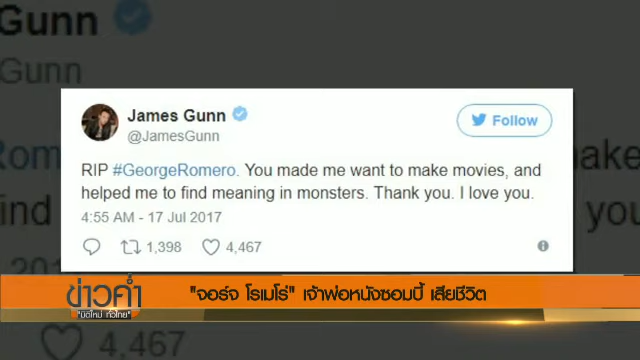 Gunn
Gunn
James Gunn
@JamesGunn
Follow
RIP #GeorgeRomero. You made me want to make movies, and
helped me to find meaning in monsters. Thank you. I love you.
4:55 AM - 17 Jul 2017
1,398
4,467
ข่าวค่ำ
"มิติใหม่ ทั่วไทย"
"จอร์จ โรเมโร่" เจ้าพ่อหนังซอมบี้ เสียชีวิต
4,467